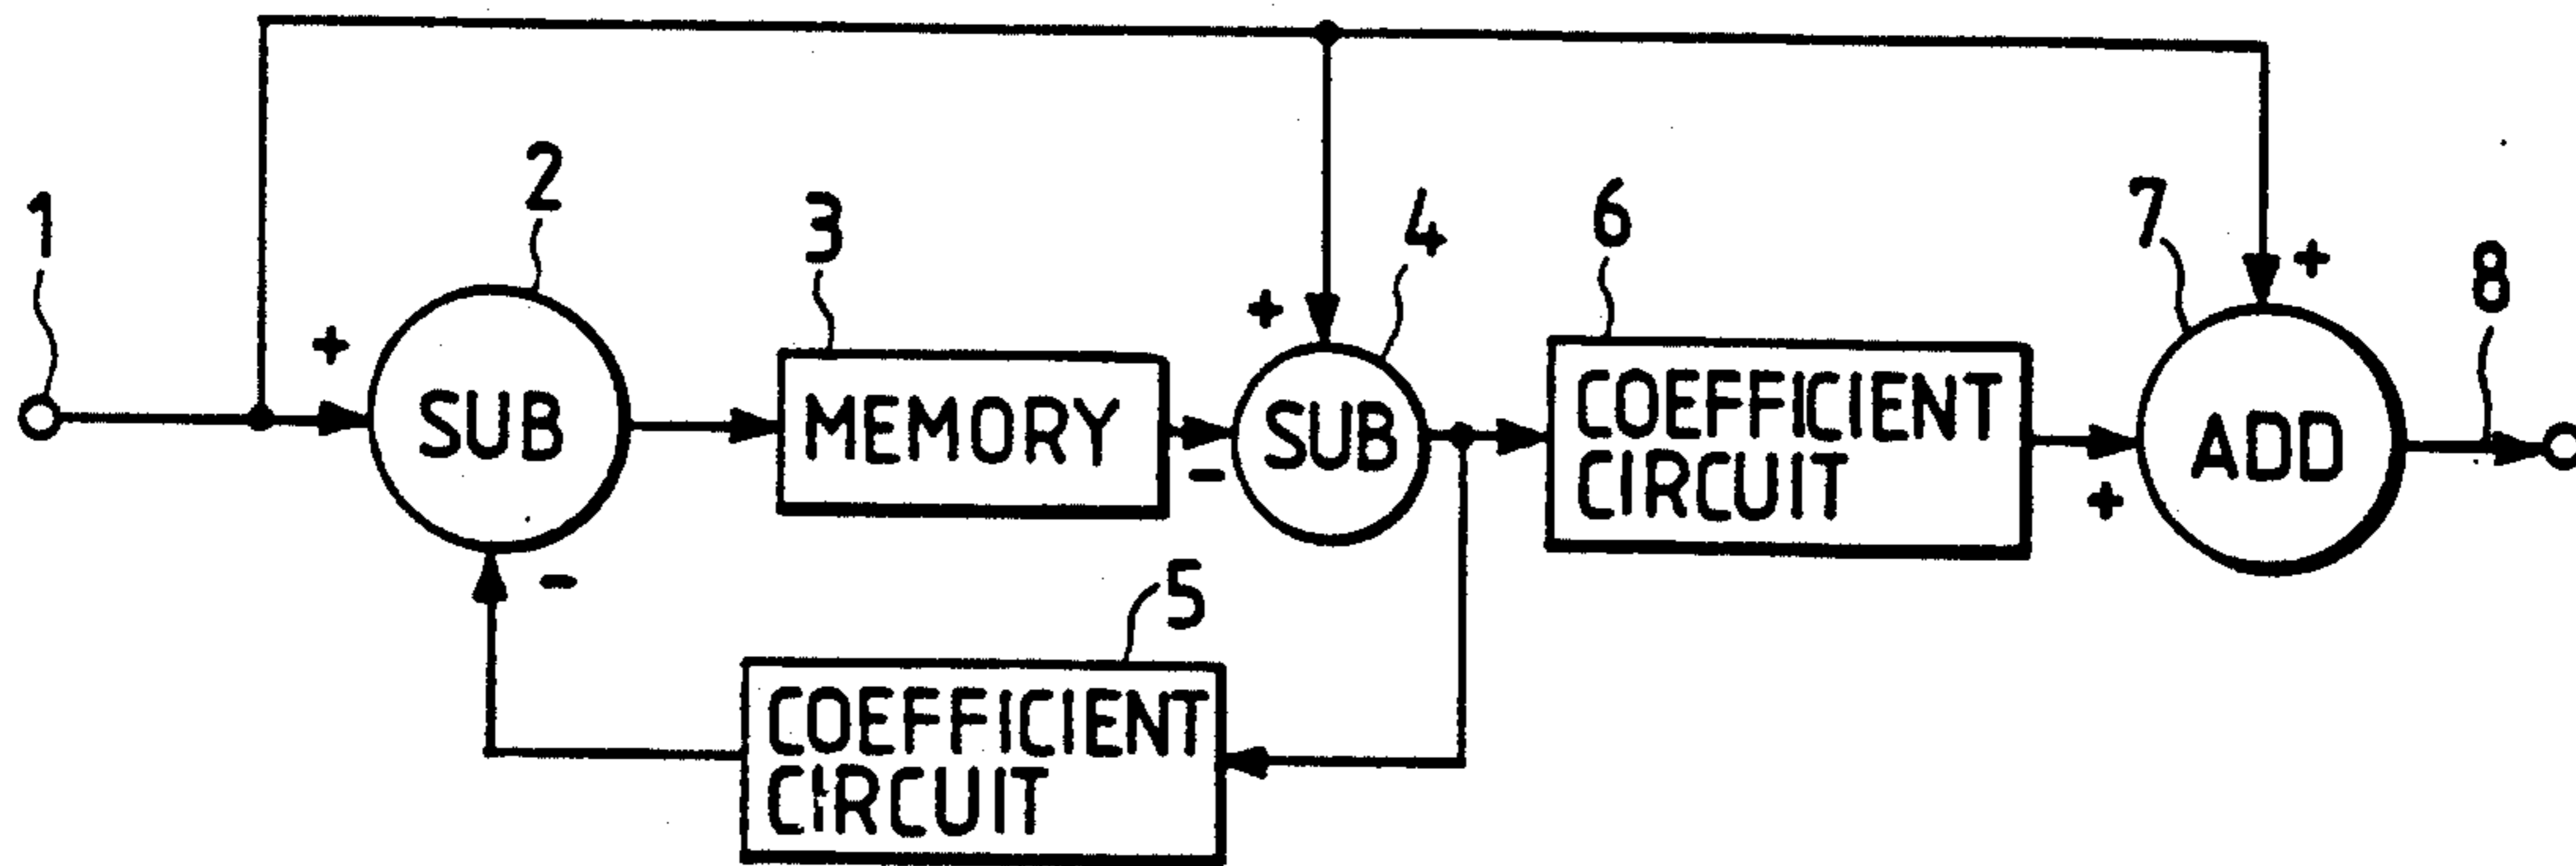 1
2
3
4
6
7
8
+
+
+
SUB
MEMORY
-
SUB
COEFFICIENT
CIRCUIT
+
ADD
-
5
COEFFICIENT
CIRCUIT